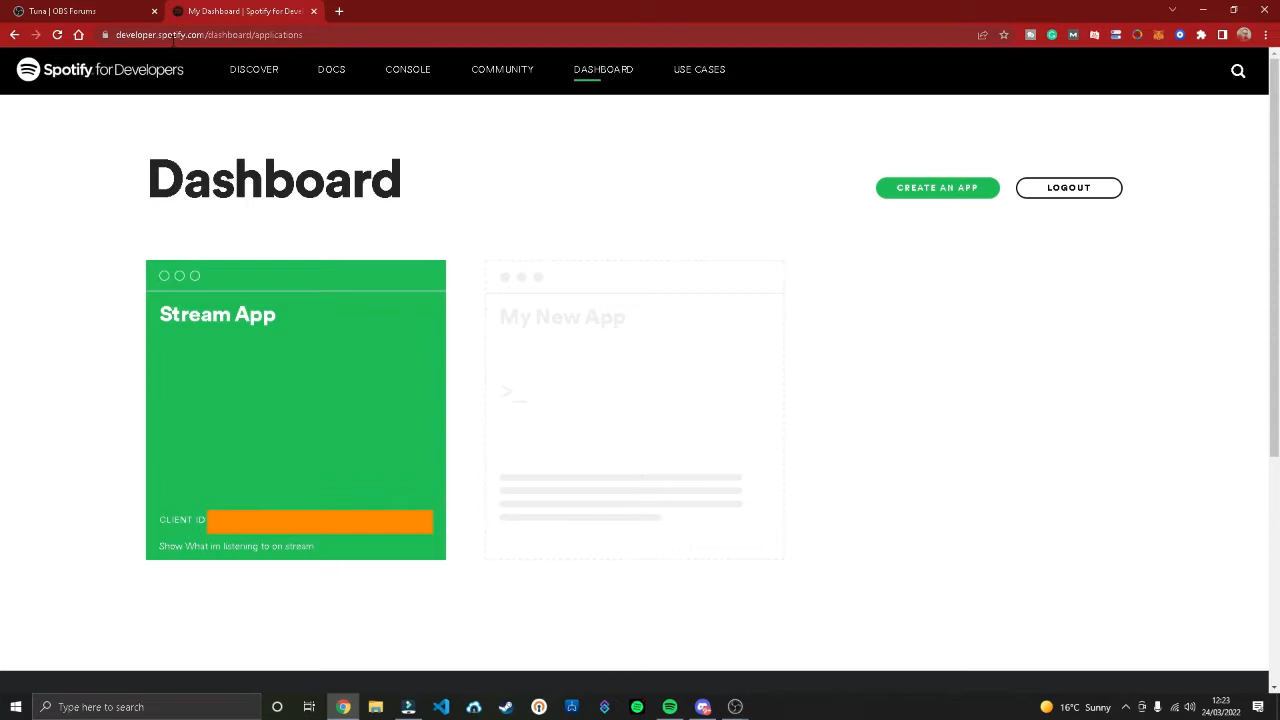 Tuna | OBS Forums
My Dashboard | Spotify for Devel
developer.spotify.com/dashboard/applications
Spotify for Developers
DISCOVER DOCS CONSOLE COMMUNITY DASHBOARD USE CASES
Dashboard
CREATE AN APP
LOGOUT
Stream App
CLIENT ID
Show What im listening to on stream
My New App
>_
Type here to search
16°C Sunny
12:23
24/03/2022